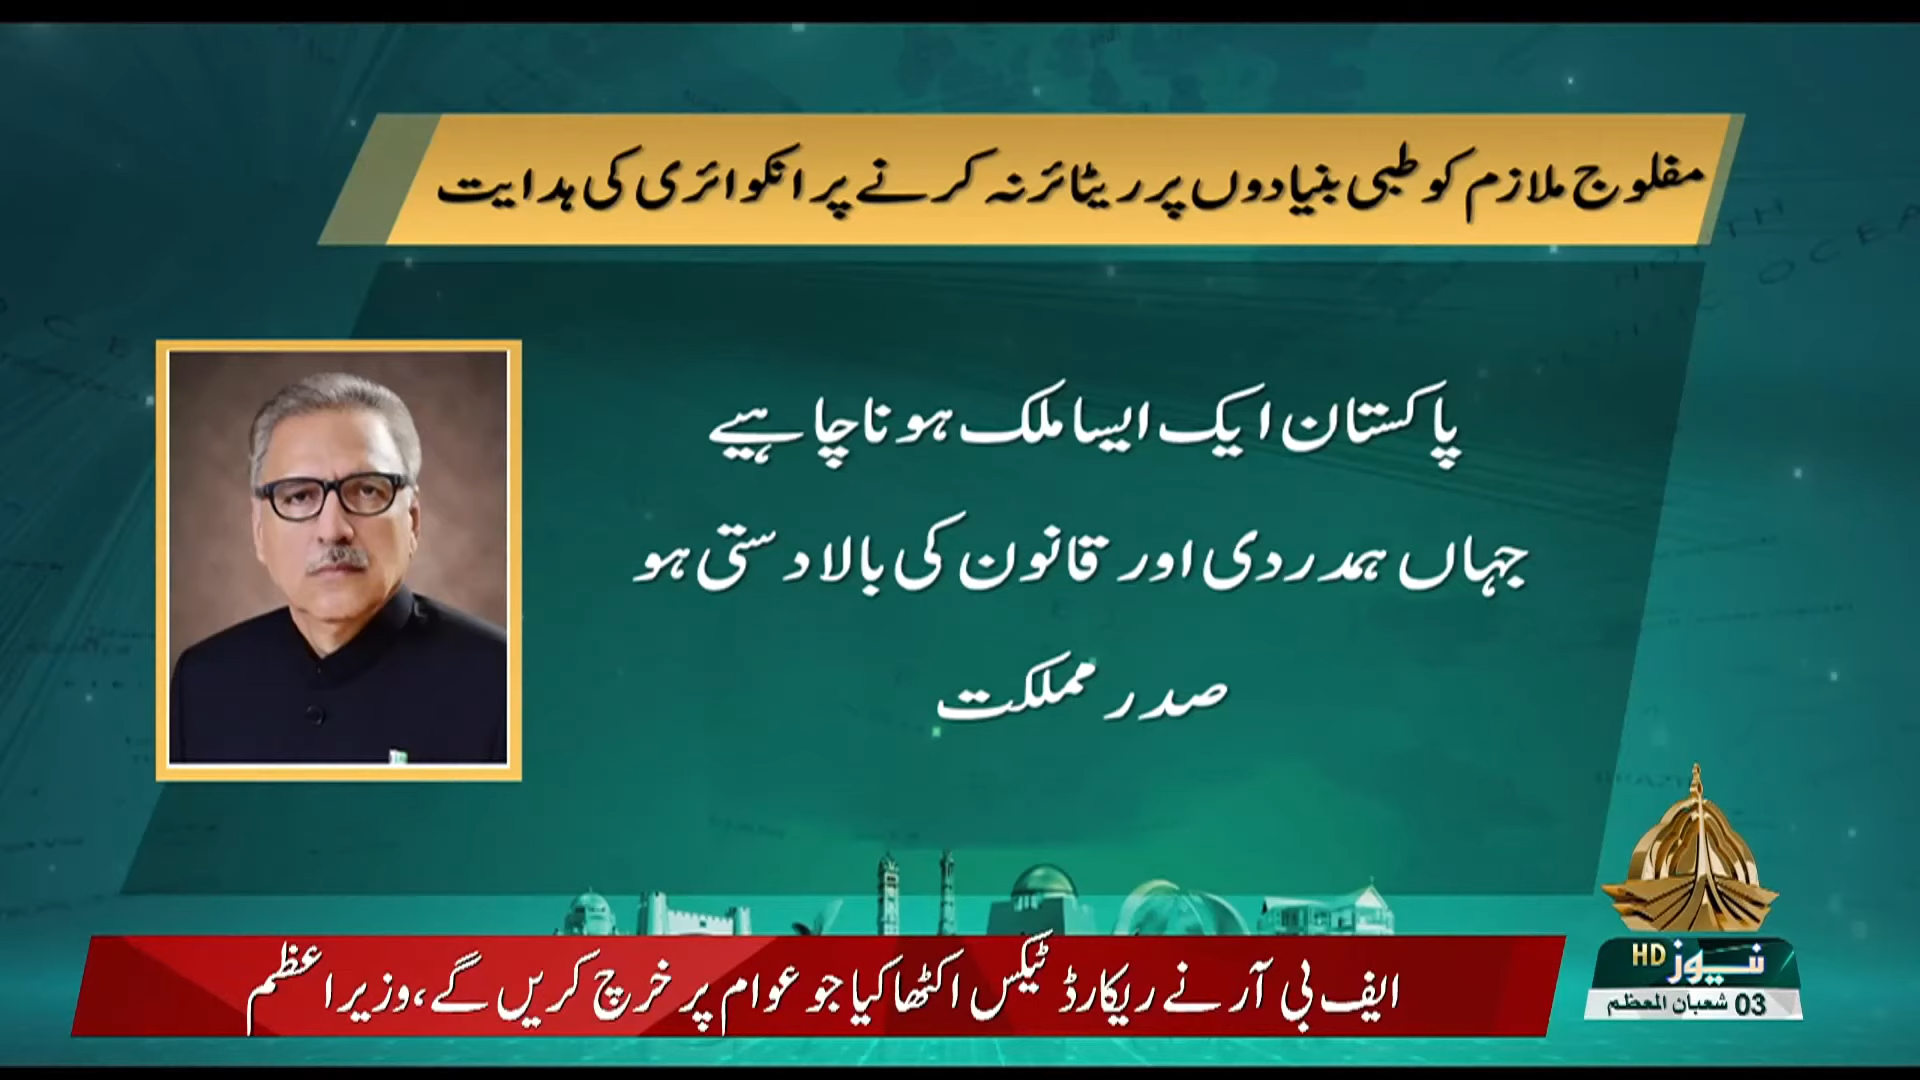 مفلوج ملازم کو طبی بنیادوں پر ریٹائر نہ کرنے پر انکوائری کی ہدایت
پاکستان ایک ایسا ملک ہونا چاہیے
جہاں ہمدردی اور قانون کی بالادستی ہو
صدر مملکت
ایف بی آر نے ریکارڈ ٹیکس اکٹھا کیا جو عوام پر خرچ کریں گے، وزیراعظم
نیوز HD
03 شعبان المعظم